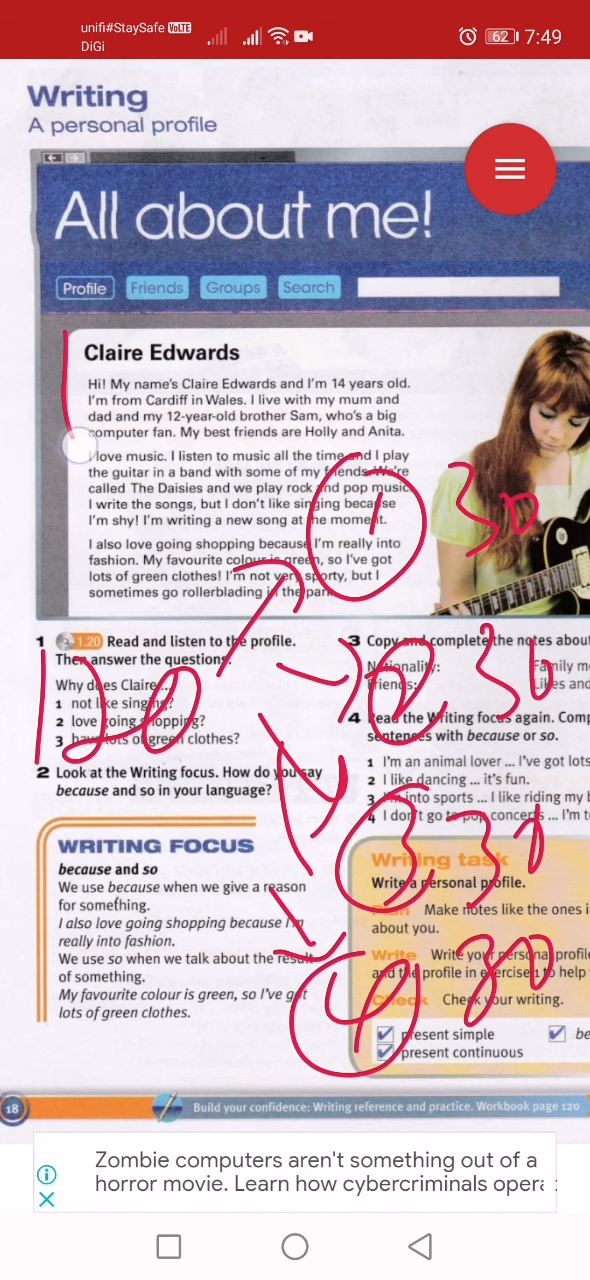 unifi#StaySafe VoLTE
DiGi
62 7:49
Writing
A personal profile
All about me!
Profile Friends Groups Search
Claire Edwards
Hi! My name's Claire Edwards and I'm 14 years old.
I'm from Cardiff in Wales. I live with my mum and
dad and my 12-year-old brother Sam, who's a big
computer fan. My best friends are Holly and Anita.
I love music. I listen to music all the time and I play
the guitar in a band with some of my friends. We're
called The Daisies and we play rock and pop music.
I write the songs, but I don't like singing because
I'm shy! I'm writing a new song at the moment.
I also love going shopping because I'm really into
fashion. My favourite colour is green, so I've got
lots of green clothes! I'm not very sporty, but I
sometimes go rollerblading in the park.
1 30
1 1.20 Read and listen to the profile.
Then answer the questions.
Why does Claire...?
1 not like singing?
2 love going shopping?
3 have lots of green clothes?
120
2 Look at the Writing focus. How do you say
because and so in your language?
WRITING FOCUS
because and so
We use because when we give a reason
for something.
I also love going shopping because I'm
really into fashion.
We use so when we talk about the result
of something.
My favourite colour is green, so I've got
lots of green clothes.
3 Copy and complete the notes about
Nationality: Family m
Friends: Likes and
2 30
4 Read the Writing focus again. Comp
sentences with because or so.
1 I'm an animal lover ... I've got lots
2 I like dancing ... it's fun.
3 I'm into sports ... I like riding my b
4 I don't go to pop concerts ... I'm t
3 30
Writing task
Write a personal profile.
Plan Make notes like the ones i
about you.
Write Write your personal profile
and the profile in exercise 1 to help
Check Check your writing.
4 30
present simple be
present continuous
18 Build your confidence: Writing reference and practice. Workbook page 120
Zombie computers aren't something out of a
horror movie. Learn how cybercriminals opera